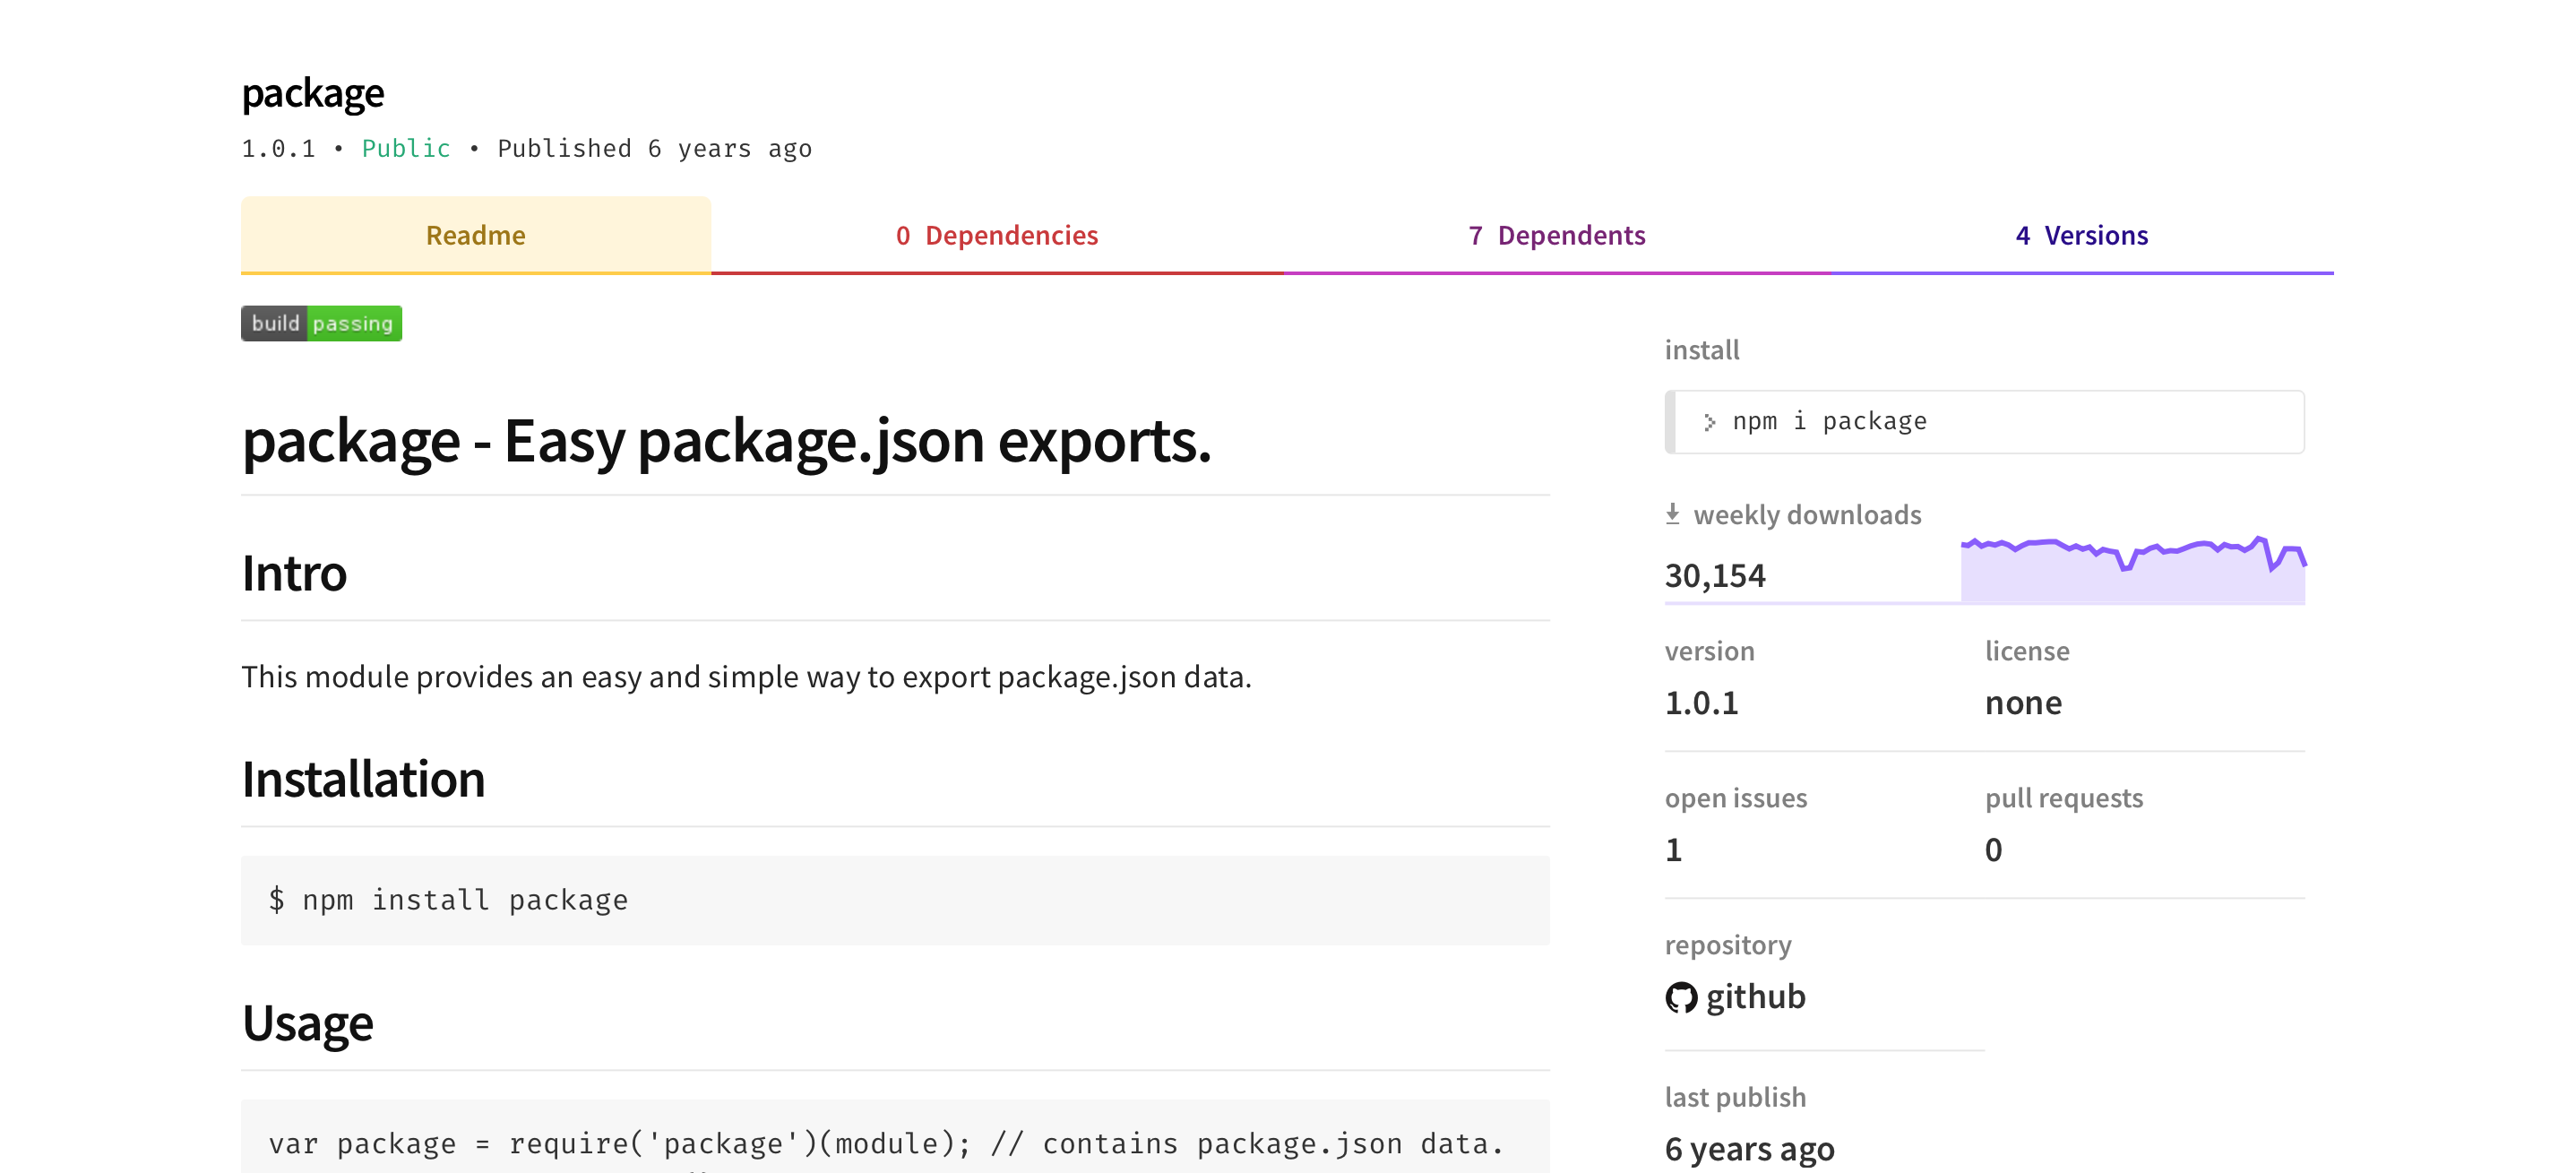 package
1.0.1 • Public • Published 6 years ago
Readme
0 Dependencies
7 Dependents
4 Versions
build passing
package - Easy package.json exports.
Intro
This module provides an easy and simple way to export package.json data.
Installation
$ npm install package
Usage
var package = require('package')(module); // contains package.json data.
install
npm i package
weekly downloads
30,154
version
1.0.1
license
none
open issues
1
pull requests
0
repository
github
last publish
6 years ago